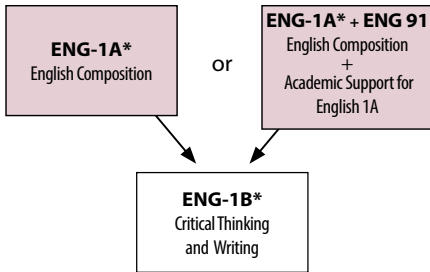 ENG-1A*
English Composition
or
ENG-1A* + ENG 91
English Composition
+
Academic Support for
English 1A
ENG-1B*
Critical Thinking
and Writing